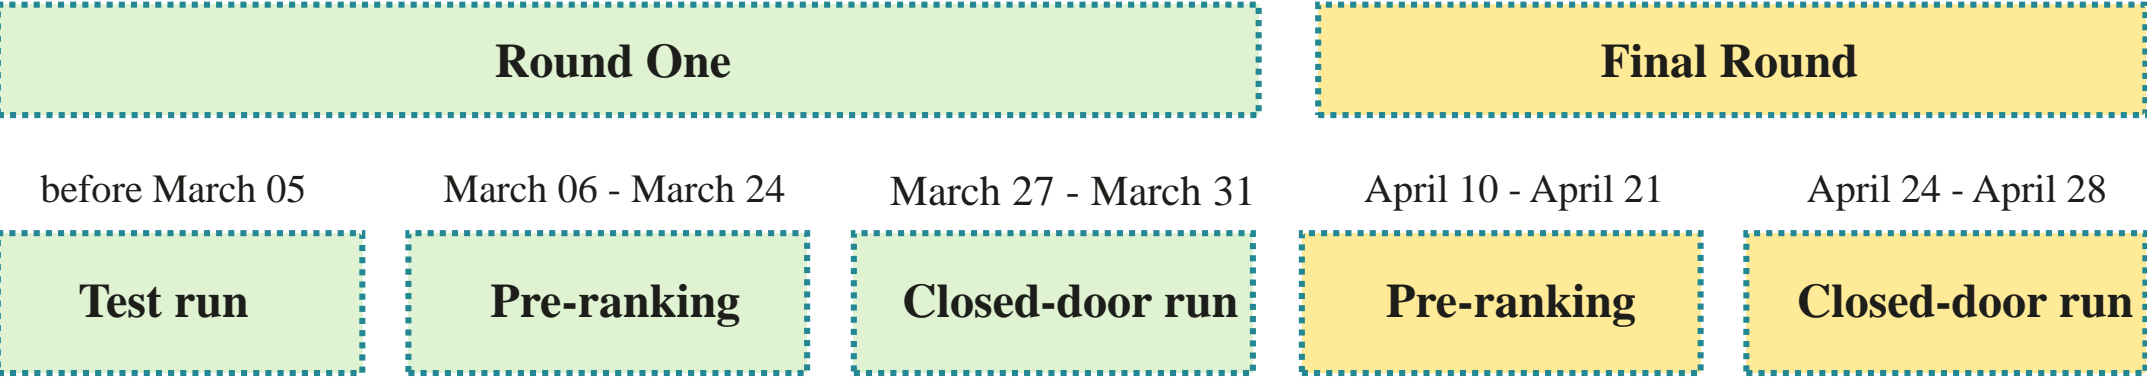 Round One
Final Round
before March 05
March 06 - March 24
March 27 - March 31
April 10 - April 21
April 24 - April 28
Test run
Pre-ranking
Closed-door run
Pre-ranking
Closed-door run